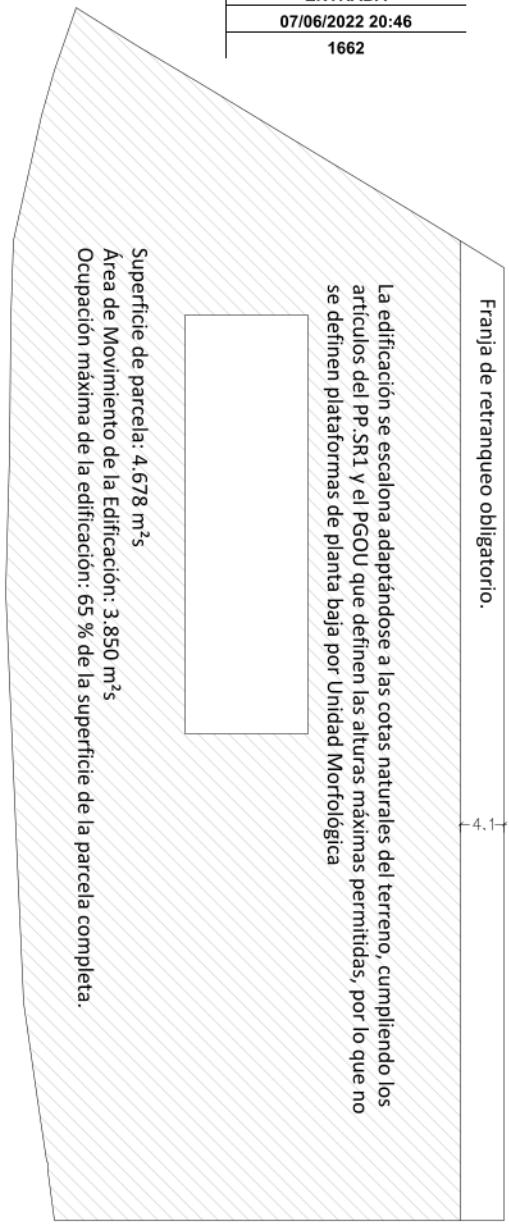 07/06/2022 20:46
1662
Franja de retranqueo obligatorio.
4.1
La edificación se escalona adaptándose a las cotas naturales del terreno, cumpliendo los
artículos del PP.SR1 y el PGOU que definen las alturas máximas permitidas, por lo que no
se definen plataformas de planta baja por Unidad Morfológica
Superficie de parcela: 4.678 m²s
Área de Movimiento de la Edificación: 3.850 m²s
Ocupación máxima de la edificación: 65 % de la superficie de la parcela completa.